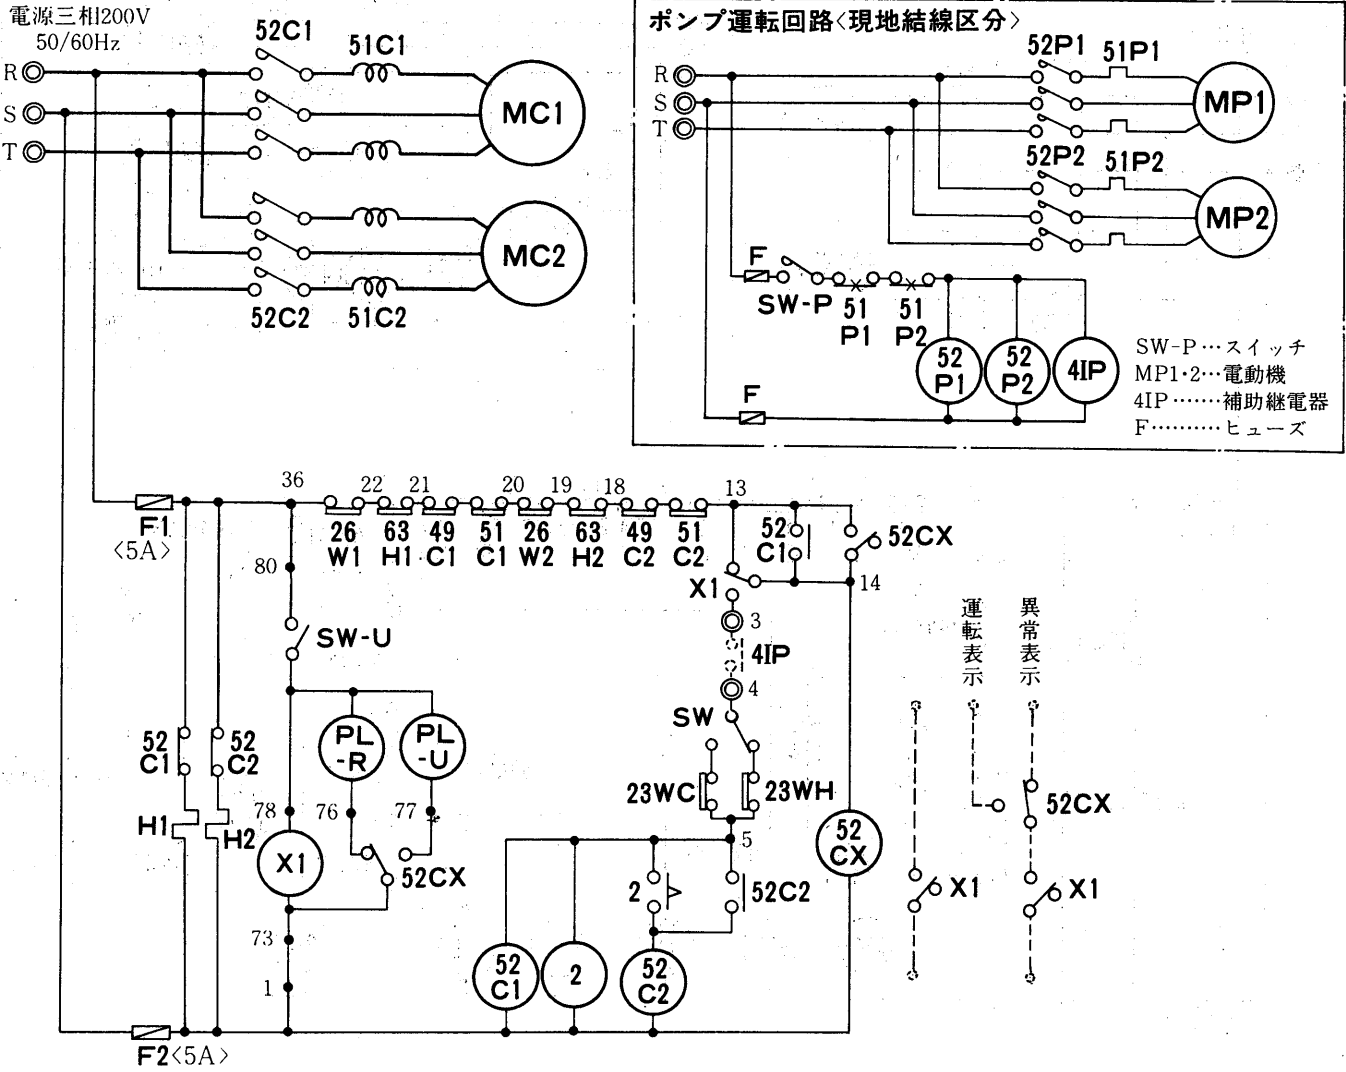 電源三相200V
50/60Hz
R
S
T
52C1
51C1
MC1
MC2
52C2
51C2
ポンプ運転回路〈現地結線区分〉
R
S
T
52P1
51P1
MP1
52P2
51P2
MP2
F
SW-P
51
P1
51
P2
52
P1
52
P2
4IP
F
SW-P…スイッチ
MP1・2…電動機
4IP……補助継電器
F………ヒューズ
F1
〈5A〉
36
22
21
20
19
18
13
26
W1
63
H1
49
C1
51
C1
26
W2
63
H2
49
C2
51
C2
52
C1
52CX
80
SW-U
X1
14
3
4IP
4
SW
運転表示
異常表示
PL
-R
PL
-U
52
C1
52
C2
23WC
23WH
52CX
H1
H2
78
76
77
5
52
CX
X1
52CX
2
52C2
X1
X1
73
1
52
C1
2
52
C2
F2〈5A〉